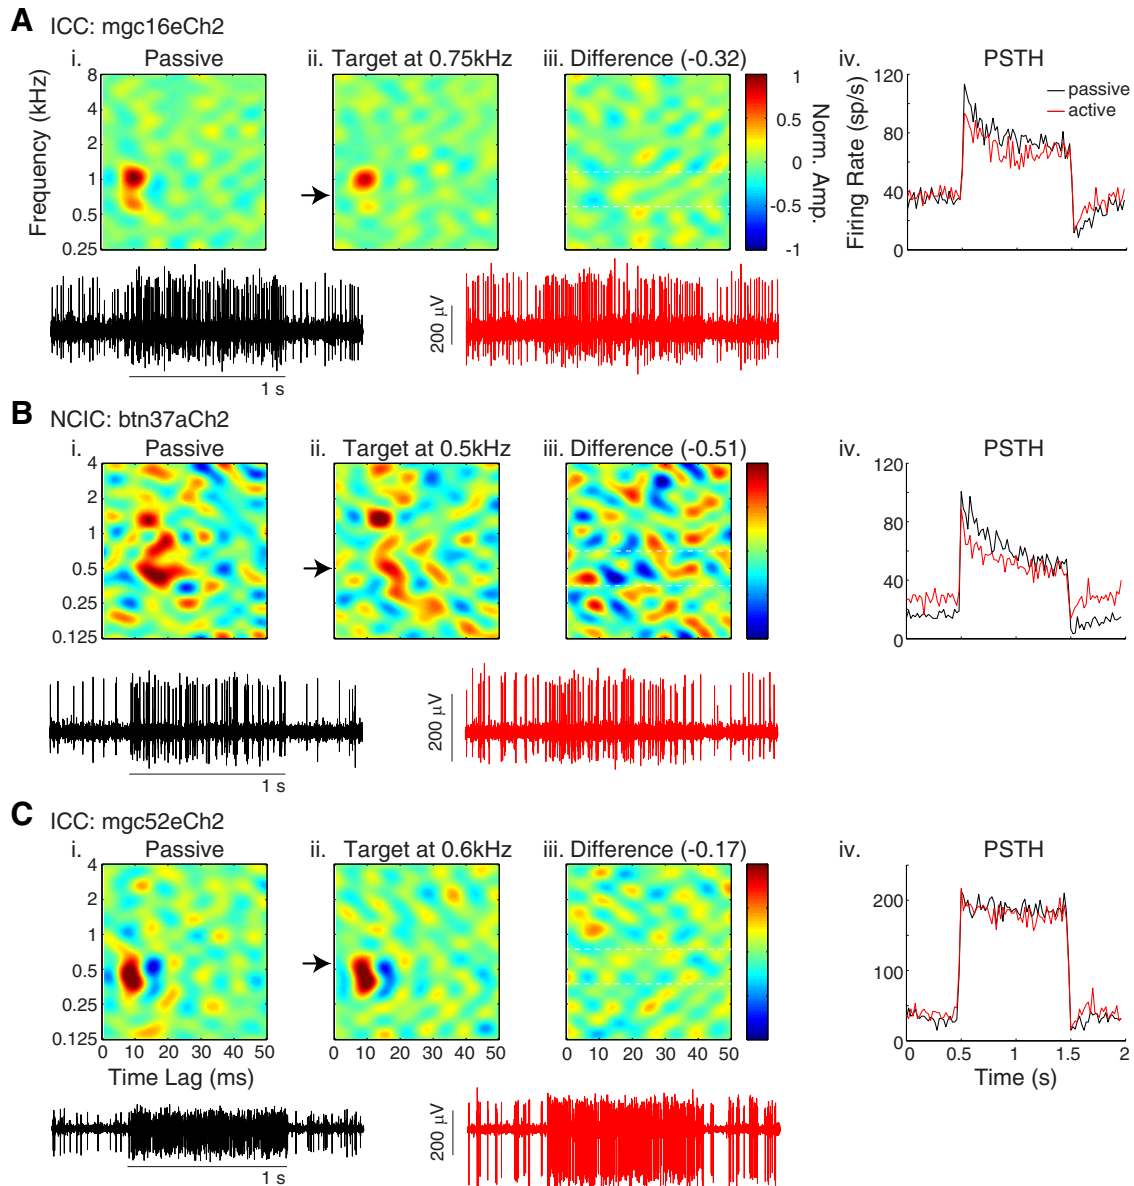 A ICC: mgc16eCh2
i. Passive
ii. Target at 0.75kHz
iii. Difference (-0.32)
iv. PSTH
Frequency (kHz)
8
4
2
1
0.5
0.25
1
0.5
0
-0.5
-1
Norm. Amp.
Firing Rate (sp/s)
120
80
40
0
passive
active
200 µV
1 s
B NCIC: btn37aCh2
i. Passive
ii. Target at 0.5kHz
iii. Difference (-0.51)
iv. PSTH
4
2
1
0.5
0.25
0.125
120
80
40
0
200 µV
1 s
C ICC: mgc52eCh2
i. Passive
ii. Target at 0.6kHz
iii. Difference (-0.17)
iv. PSTH
4
2
1
0.5
0.25
0.125
0 10 20 30 40 50
0 10 20 30 40 50
0 10 20 30 40 50
Time Lag (ms)
200
100
0
0 0.5 1 1.5 2
Time (s)
200 µV
1 s